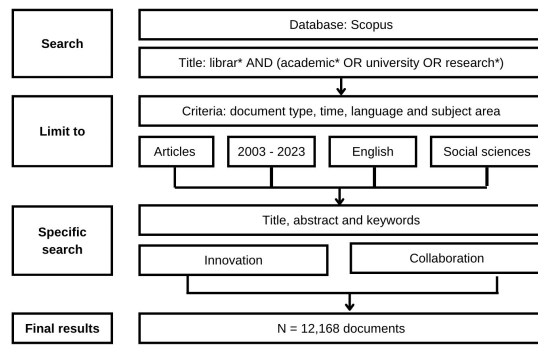 Search
Database: Scopus
Title: librar* AND (academic* OR university OR research*)
Limit to
Criteria: document type, time, language and subject area
Articles
2003 - 2023
English
Social sciences
Specific
search
Title, abstract and keywords
Innovation
Collaboration
Final results
N = 12,168 documents